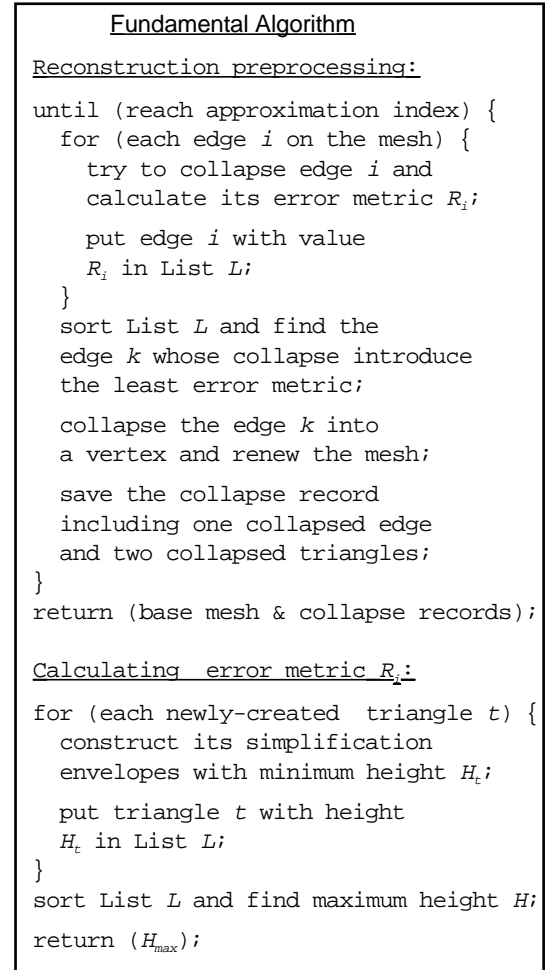 Fundamental Algorithm
Reconstruction preprocessing:
until (reach approximation index) {
for (each edge i on the mesh) {
try to collapse edge i and
calculate its error metric Ri;
put edge i with value
Ri in List L;
}
sort List L and find the
edge k whose collapse introduce
the least error metric;
collapse the edge k into
a vertex and renew the mesh;
save the collapse record
including one collapsed edge
and two collapsed triangles;
}
return (base mesh & collapse records);
Calculating error metric Ri:
for (each newly-created triangle t) {
construct its simplification
envelopes with minimum height Ht;
put triangle t with height
Ht in List L;
}
sort List L and find maximum height H;
return (Hmax);